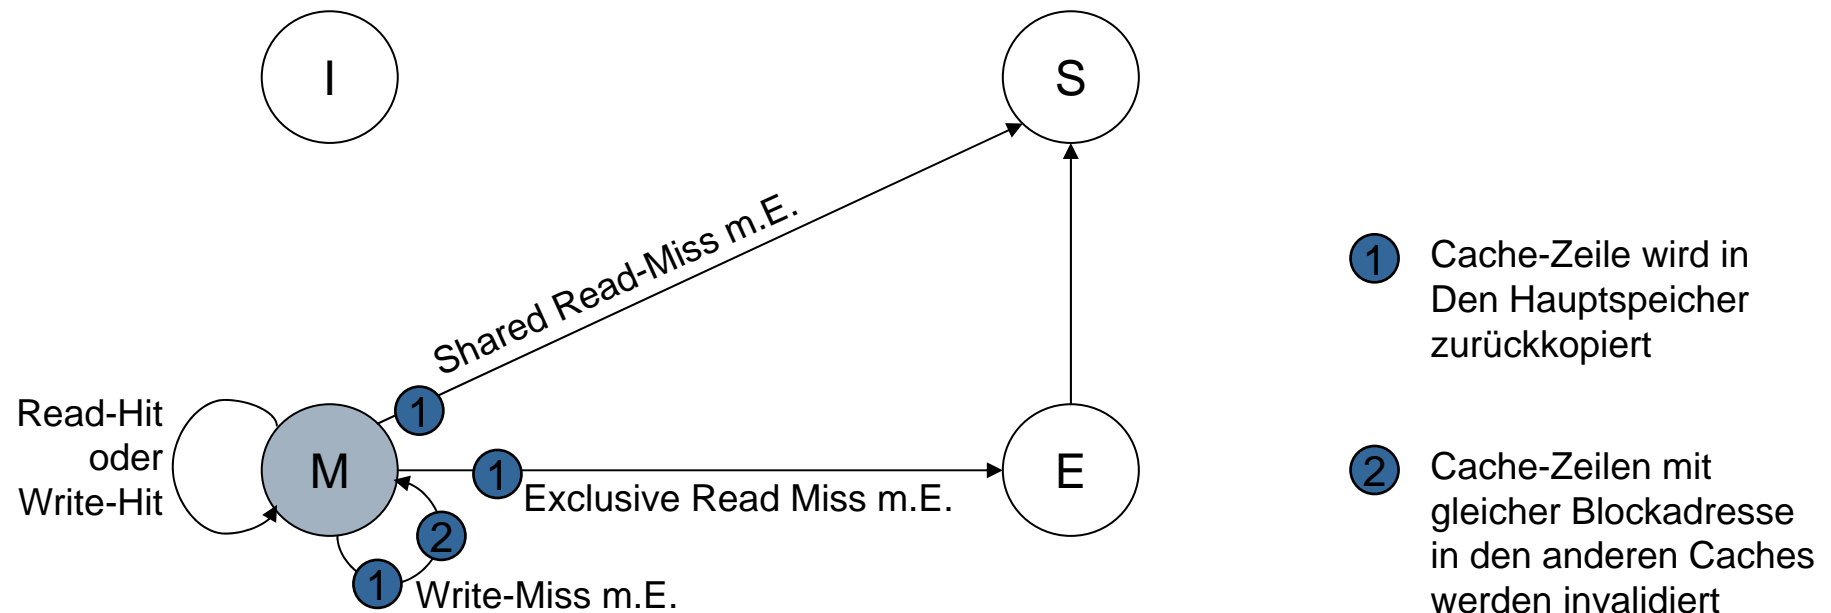 I
S
Shared Read-Miss m.E.
1
Cache-Zeile wird in
Den Hauptspeicher
zurückkopiert
Read-Hit
oder
Write-Hit
M
1
1
Exclusive Read Miss m.E.
E
2
1
Write-Miss m.E.
2
Cache-Zeilen mit
gleicher Blockadresse
in den anderen Caches
werden invalidiert